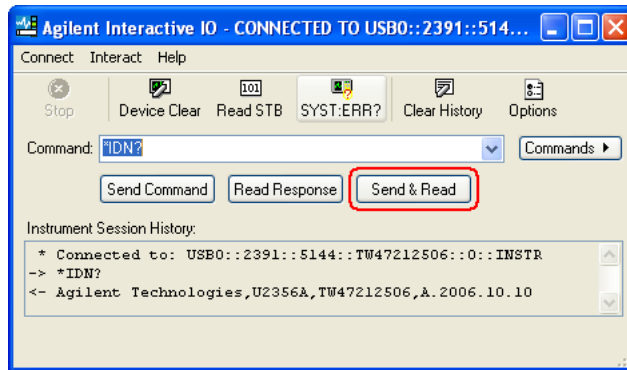 Agilent Interactive IO - CONNECTED TO USB0::2391::514...
Connect Interact Help
Stop Device Clear Read STB SYST:ERR? Clear History Options
Command: *IDN? Commands
Send Command Read Response Send & Read
Instrument Session History:
* Connected to: USB0::2391::5144::TW47212506::0::INSTR
-> *IDN?
<- Agilent Technologies,U2356A,TW47212506,A.2006.10.10